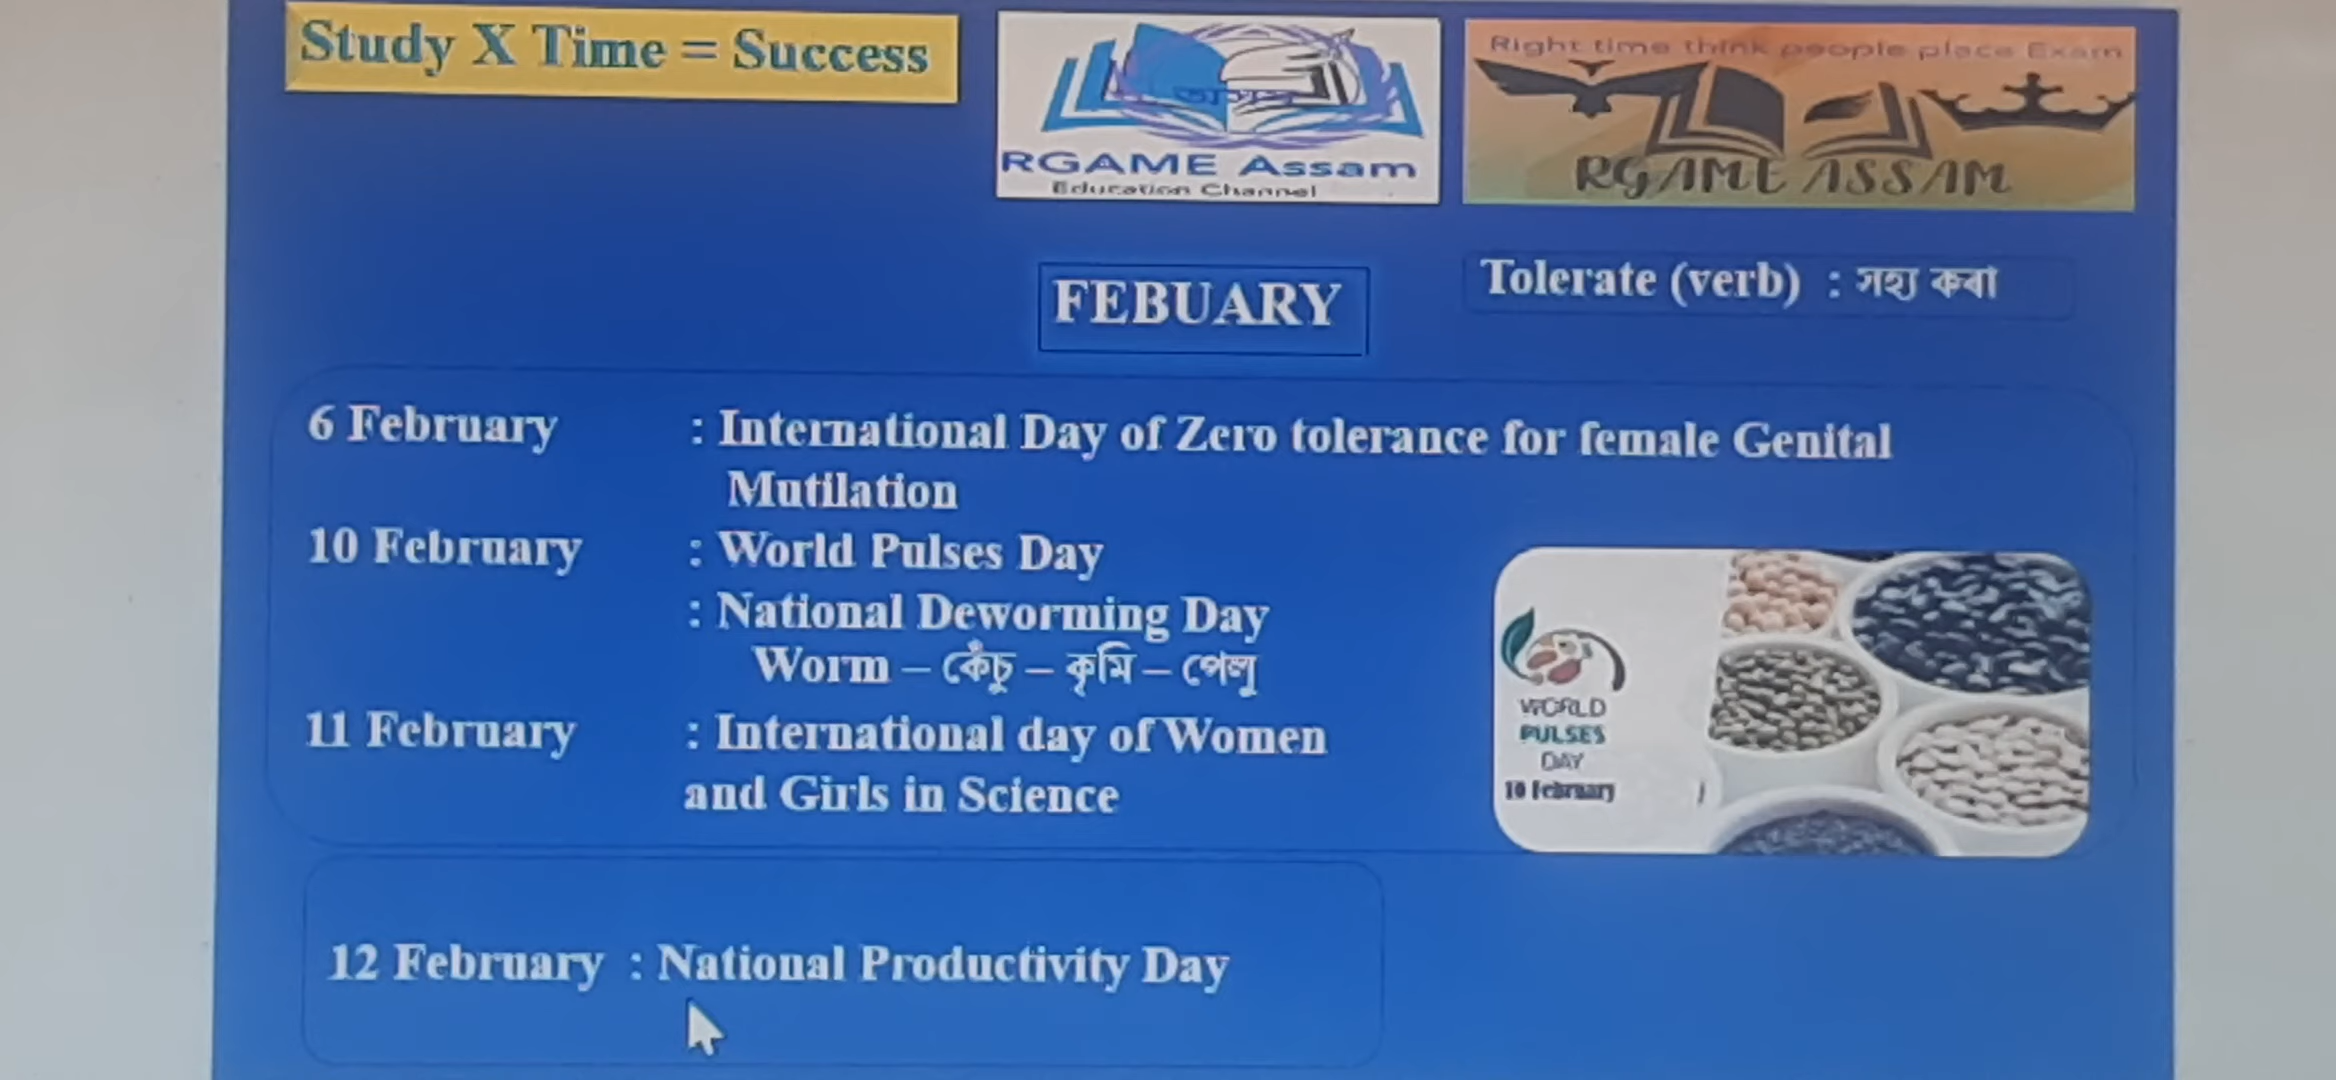 Study X Time = Success
RGAME Assam
Education Channel
Right time think people place Exam
RGAME ASSAM
FEBUARY
Tolerate (verb) : সহ্য কৰা
6 February : International Day of Zero tolerance for female Genital
Mutilation
10 February : World Pulses Day
: National Deworming Day
Worm – কেঁচু – কৃমি – পেলু
11 February : International day of Women
and Girls in Science
WORLD
PULSES
DAY
10 February
12 February : National Productivity Day